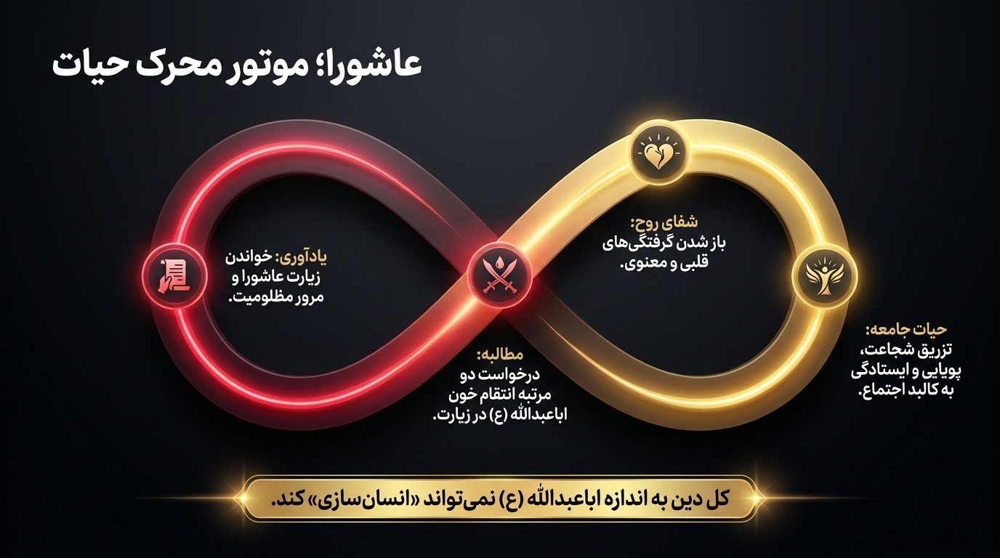 عاشورا؛ موتور محرک حیات
شفای روح:
باز شدن گرفتگی‌های
قلبی و معنوی.
یادآوری: خواندن
زیارت عاشورا و
مرور مظلومیت.
حیات جامعه:
تزریق شجاعت،
پویایی و ایستادگی
به کالبد اجتماع.
مطالبه:
درخواست دو
مرتبه انتقام خون
اباعبدالله (ع) در زیارت.
کل دین به اندازه اباعبدالله (ع) نمی‌تواند «انسان‌سازی» کند.